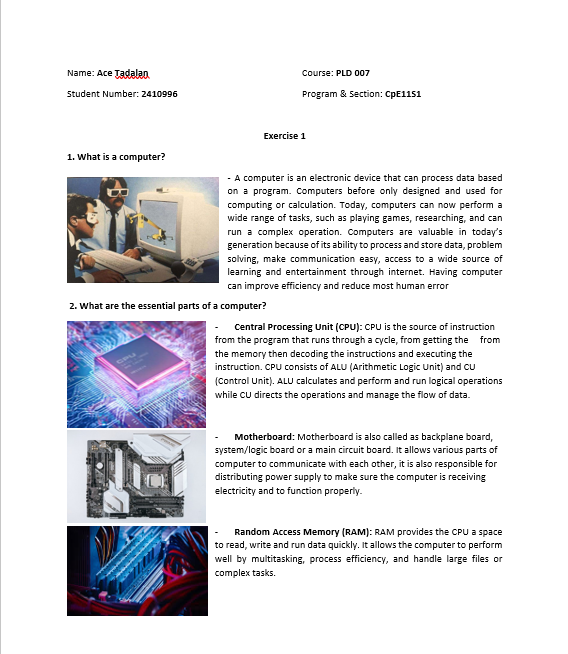 Name: Ace Tadalan
Course: PLD 007
Student Number: 2410996
Program & Section: CpE11S1
Exercise 1
1. What is a computer?
- A computer is an electronic device that can process data based
on a program. Computers before only designed and used for
computing or calculation. Today, computers can now perform a
wide range of tasks, such as playing games, researching, and can
run a complex operation. Computers are valuable in today's
generation because of its ability to process and store data, problem
solving, make communication easy, access to a wide source of
learning and entertainment through internet. Having computer
can improve efficiency and reduce most human error
2. What are the essential parts of a computer?
- Central Processing Unit (CPU): CPU is the source of instruction
from the program that runs through a cycle, from getting the from
the memory then decoding the instructions and executing the
instruction. CPU consists of ALU (Arithmetic Logic Unit) and CU
(Control Unit). ALU calculates and perform and run logical operations
while CU directs the operations and manage the flow of data.
- Motherboard: Motherboard is also called as backplane board,
system/logic board or a main circuit board. It allows various parts of
computer to communicate with each other, it is also responsible for
distributing power supply to make sure the computer is receiving
electricity and to function properly.
- Random Access Memory (RAM): RAM provides the CPU a space
to read, write and run data quickly. It allows the computer to perform
well by multitasking, process efficiency, and handle large files or
complex tasks.